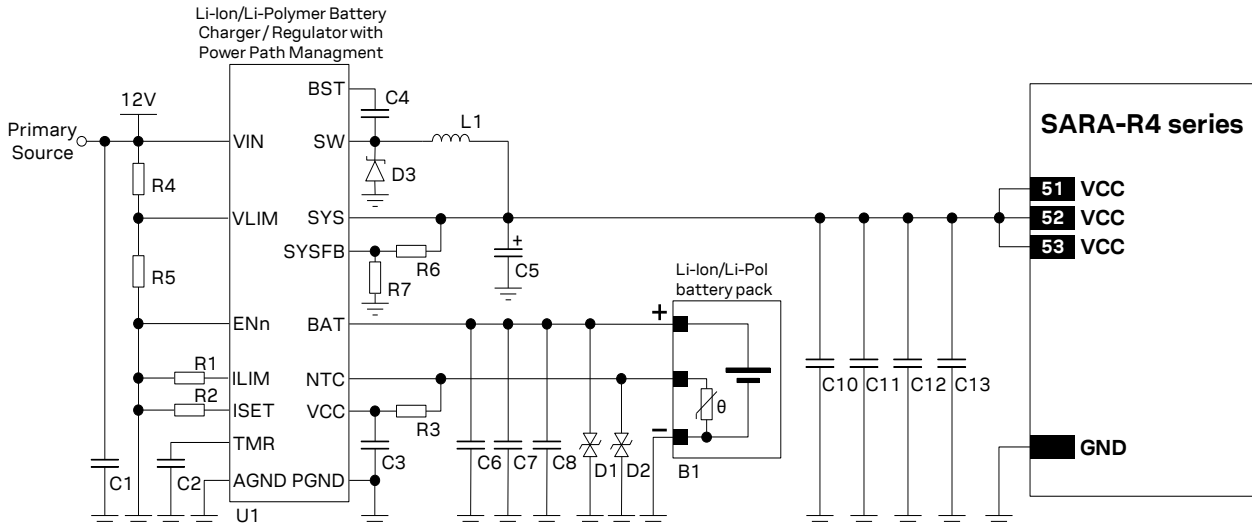 Li-Ion/Li-Polymer Battery
Charger / Regulator with
Power Path Managment
12V
Primary
Source
BST
C4
L1
VIN
SW
D3
R4
VLIM
SYS
SYSFB
R6
R7
C5
R5
ENn
BAT
R1
ILIM
NTC
R2
ISET
VCC
R3
TMR
C1
C2
AGND PGND
C3
U1
C6
C7
C8
D1
D2
Li-Ion/Li-Pol
battery pack
+
+
θ
−
B1
C10
C11
C12
C13
SARA-R4 series
51 VCC
52 VCC
53 VCC
GND